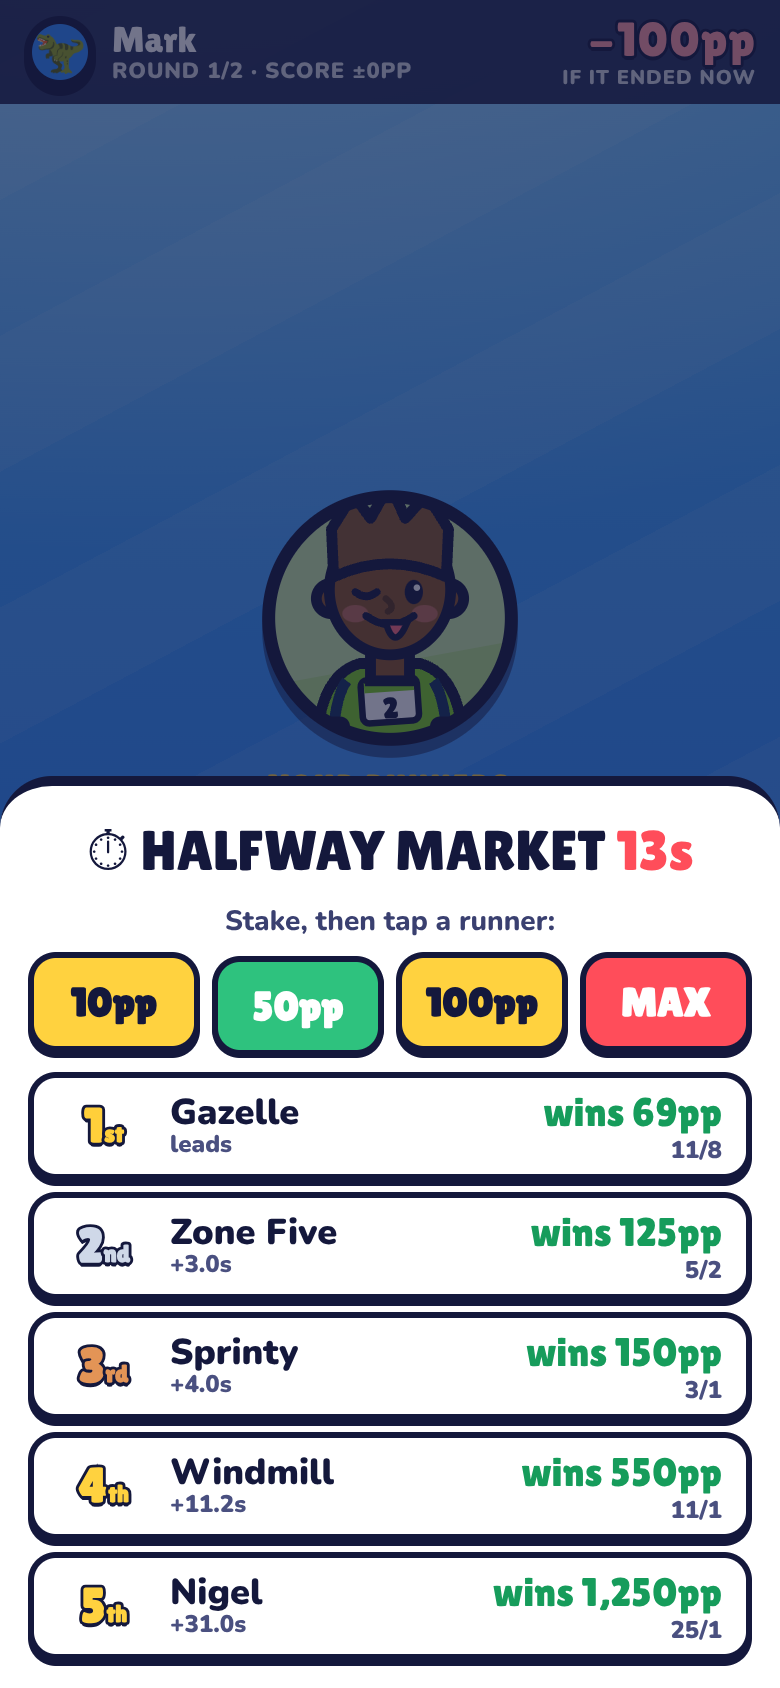 Mark
ROUND 1/2 · SCORE ±0PP
-100pp
IF IT ENDED NOW
2
HALFWAY MARKET 13s
Stake, then tap a runner:
10pp
50pp
100pp
MAX
1st
Gazelle
leads
wins 69pp
11/8
2nd
Zone Five
+3.0s
wins 125pp
5/2
3rd
Sprinty
+4.0s
wins 150pp
3/1
4th
Windmill
+11.2s
wins 550pp
11/1
5th
Nigel
+31.0s
wins 1,250pp
25/1